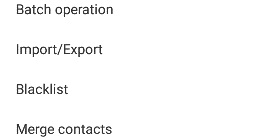 Batch operation
Import/Export
Blacklist
Merge contacts